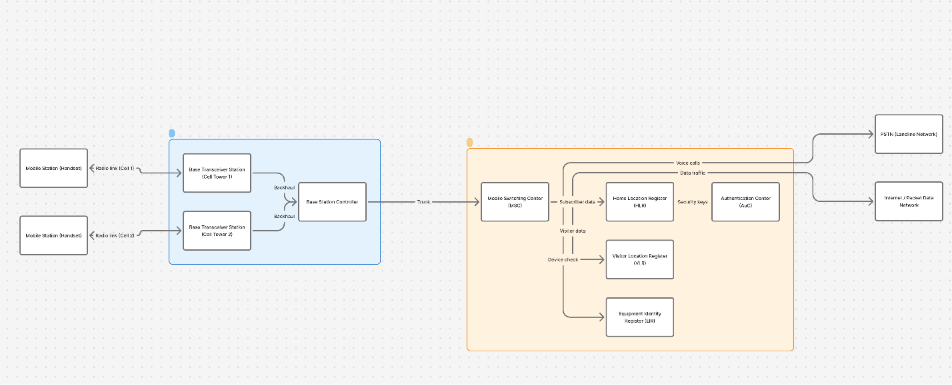 Mobile Station (Handset)
Radio link (Cell 1)
Base Transceiver Station
(Cell Tower 1)
Backhaul
Base Station Controller
Backhaul
Base Transceiver Station
(Cell Tower 2)
Mobile Station (Handset)
Radio link (Cell 2)
Trunk
Mobile Switching Center
(MSC)
Voice calls
Data traffic
Subscriber data
Home Location Register
(HLR)
Security keys
Authentication Center
(AuC)
Visitor data
Device check
Visitor Location Register
(VLR)
Equipment Identity
Register (EIR)
PSTN (Landline Network)
Internet / Packet Data
Network